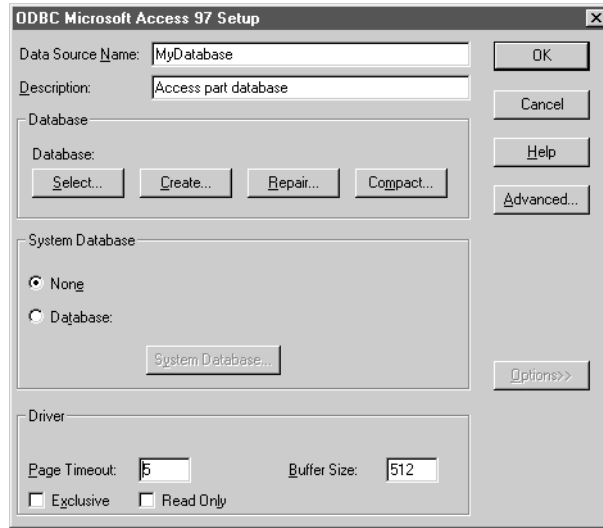 ODBC Microsoft Access 97 Setup
Data Source Name: MyDatabase
Description: Access part database
OK
Cancel
Help
Advanced...
Options>>
Database
Database:
Select... Create... Repair... Compact...
System Database
None
Database:
System Database...
Driver
Page Timeout: 5 Buffer Size: 512
Exclusive Read Only